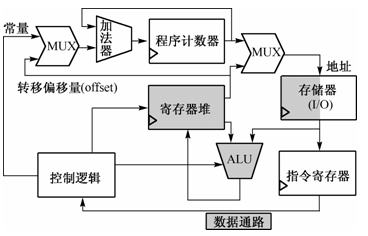 常量
MUX
加法器
程序计数器
MUX
地址
转移偏移量(offset)
寄存器堆
存储器
(I/O)
ALU
控制逻辑
指令寄存器
数据通路